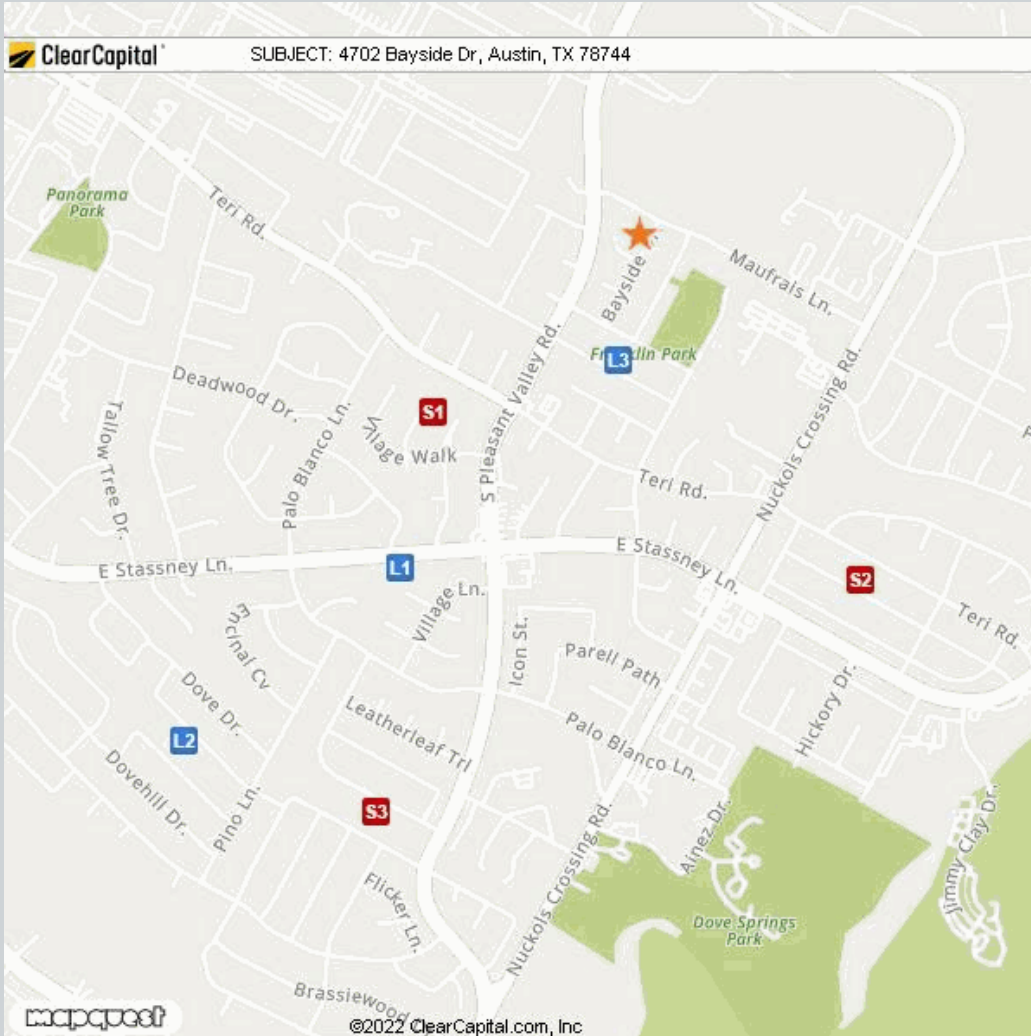 ClearCapital
SUBJECT: 4702 Bayside Dr, Austin, TX 78744
Panorama
Park
Teri Rd.
Bayside
Maufrais Ln.
S Pleasant Valley Rd.
L3
Park
Nuckols Crossing Rd.
Deadwood Dr.
Tallow Tree Dr.
Palo Blanco Ln.
S1
Village Walk
Teri Rd.
E Stassney Ln.
E Stassney Ln.
L1
S2
Village Ln.
Icon St.
Teri Rd.
Encinal Cv
Parell Path
Hickory Dr.
Dove Dr.
L2
Leatherleaf Trl
Palo Blanco Ln.
Dovehill Dr.
Pino Ln.
S3
Ainez Dr.
Jimmy Clay Dr.
Flicker Ln.
Nuckols Crossing Rd.
Dove Springs
Park
Brassiewood
mapquest
©2022 ClearCapital.com, Inc